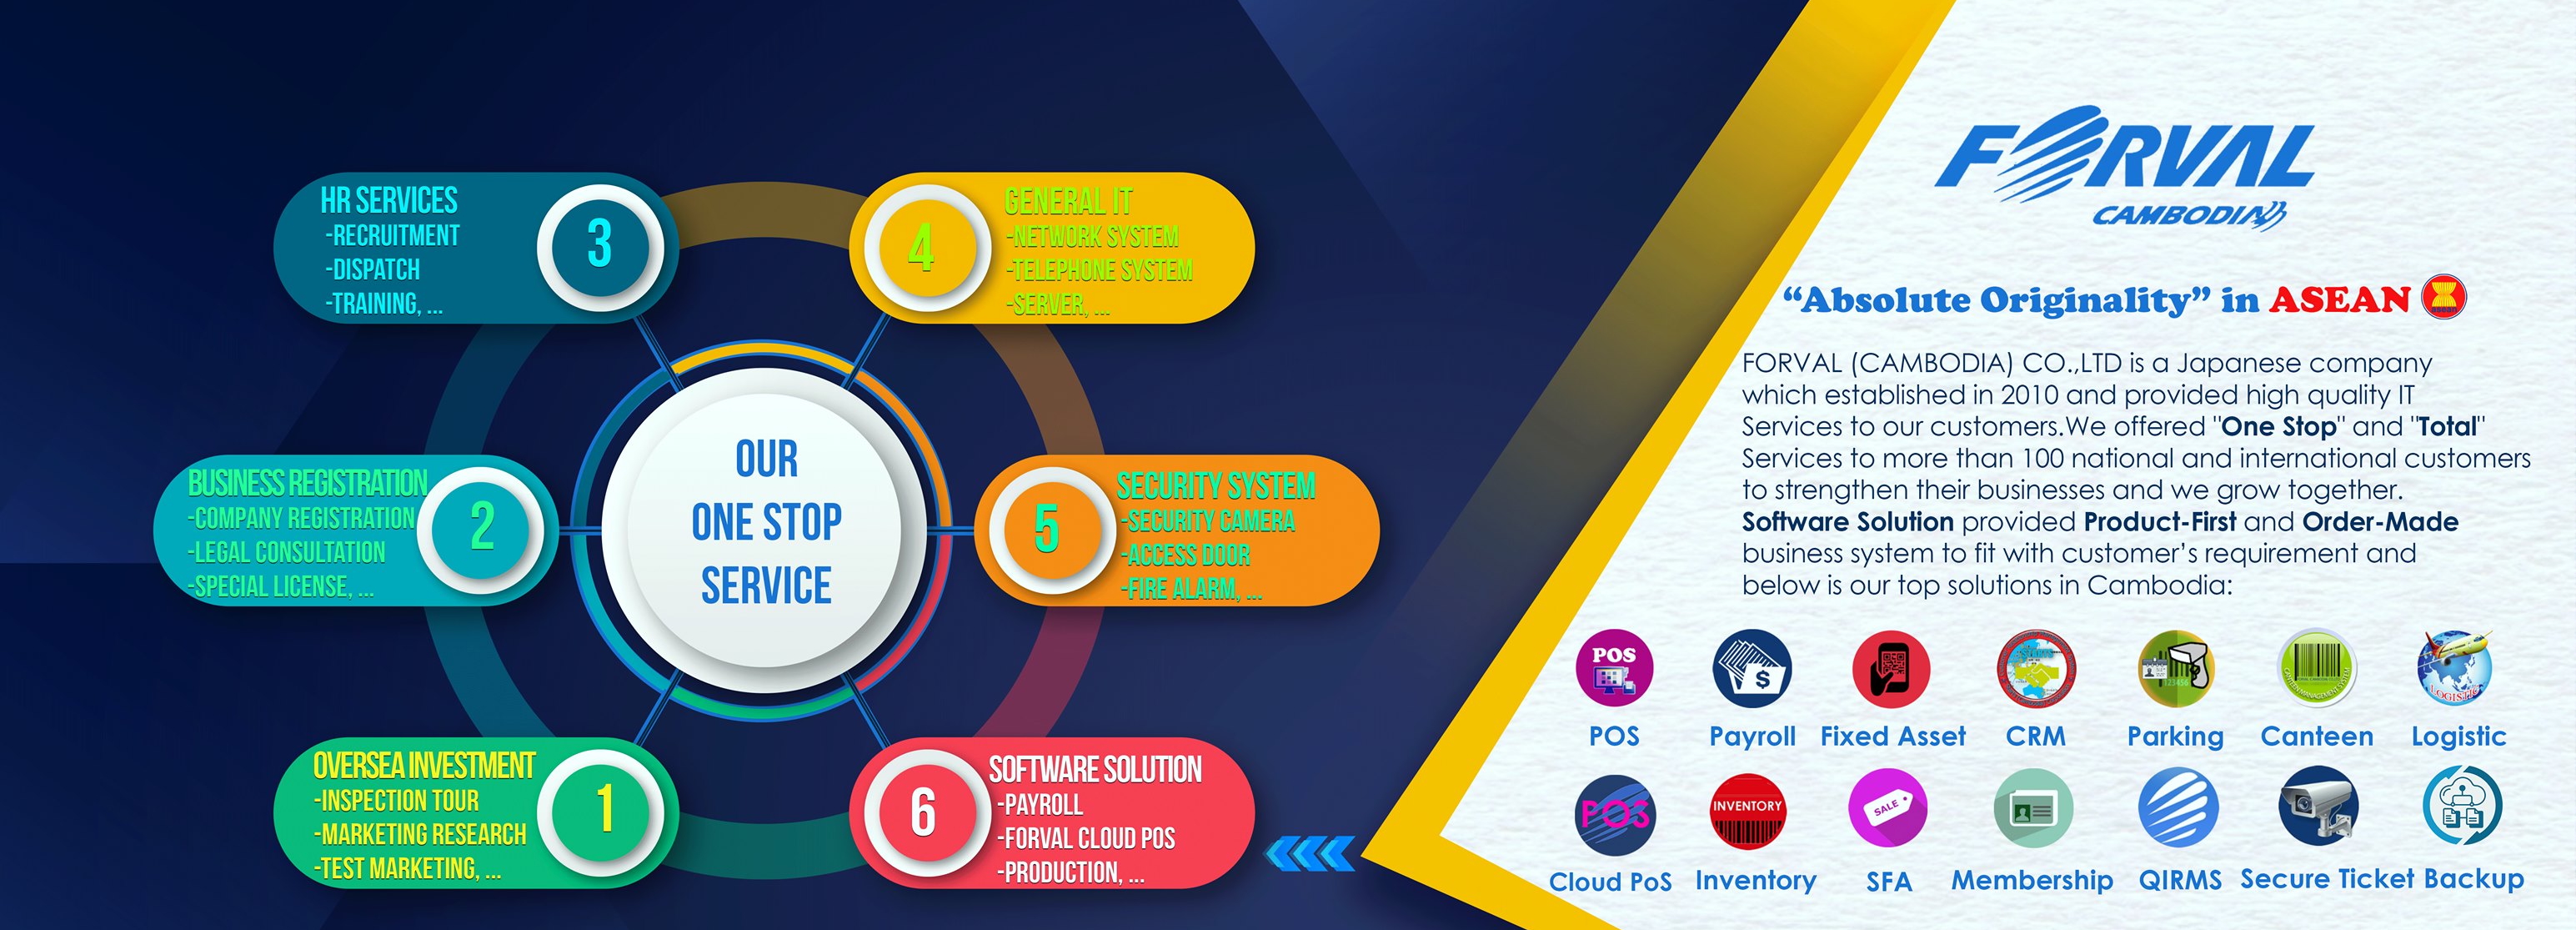 HR SERVICES
-RECRUITMENT
-DISPATCH
-TRAINING, ...
3
4
GENERAL IT
-NETWORK SYSTEM
-TELEPHONE SYSTEM
-SERVER, ...
BUSINESS REGISTRATION
-COMPANY REGISTRATION
-LEGAL CONSULTATION
-SPECIAL LICENSE, ...
2
OUR
ONE STOP
SERVICE
5
SECURITY SYSTEM
-SECURITY CAMERA
-ACCESS DOOR
-FIRE ALARM, ...
OVERSEA INVESTMENT
-INSPECTION TOUR
-MARKETING RESEARCH
-TEST MARKETING, ...
1
6
SOFTWARE SOLUTION
-PAYROLL
-FORVAL CLOUD POS
-PRODUCTION, ...
FORVAL
CAMBODIA
“Absolute Originality” in ASEAN
asean
FORVAL (CAMBODIA) CO.,LTD is a Japanese company
which established in 2010 and provided high quality IT
Services to our customers.We offered "One Stop" and "Total"
Services to more than 100 national and international customers
to strengthen their businesses and we grow together.
Software Solution provided Product-First and Order-Made
business system to fit with customer’s requirement and
below is our top solutions in Cambodia:
POS
$
123456
LOGISTIC
POS Payroll Fixed Asset CRM Parking Canteen Logistic
POS
INVENTORY
SALE
Cloud PoS Inventory SFA Membership QIRMS Secure Ticket Backup